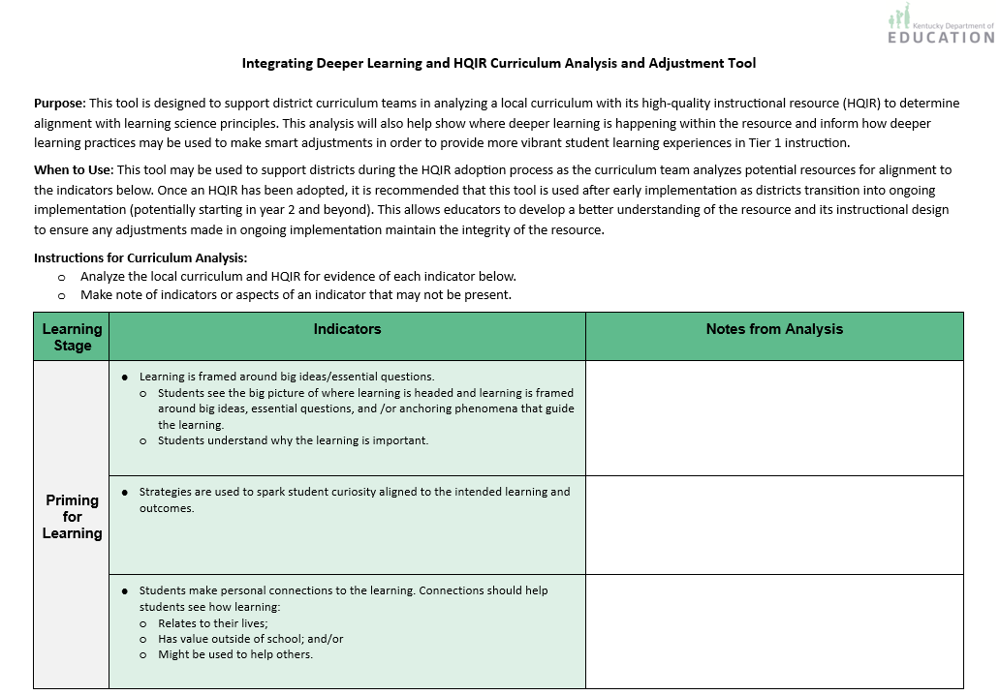 Kentucky Department of
EDUCATION
Integrating Deeper Learning and HQIR Curriculum Analysis and Adjustment Tool
Purpose: This tool is designed to support district curriculum teams in analyzing a local curriculum with its high-quality instructional resource (HQIR) to determine
alignment with learning science principles. This analysis will also help show where deeper learning is happening within the resource and inform how deeper
learning practices may be used to make smart adjustments in order to provide more vibrant student learning experiences in Tier 1 instruction.
When to Use: This tool may be used to support districts during the HQIR adoption process as the curriculum team analyzes potential resources for alignment to
the indicators below. Once an HQIR has been adopted, it is recommended that this tool is used after early implementation as districts transition into ongoing
implementation (potentially starting in year 2 and beyond). This allows educators to develop a better understanding of the resource and its instructional design
to ensure any adjustments made in ongoing implementation maintain the integrity of the resource.
Instructions for Curriculum Analysis:
o Analyze the local curriculum and HQIR for evidence of each indicator below.
o Make note of indicators or aspects of an indicator that may not be present.
Learning
Stage
Indicators
Notes from Analysis
Priming
for
Learning
● Learning is framed around big ideas/essential questions.
o Students see the big picture of where learning is headed and learning is framed
around big ideas, essential questions, and /or anchoring phenomena that guide
the learning.
o Students understand why the learning is important.
● Strategies are used to spark student curiosity aligned to the intended learning and
outcomes.
● Students make personal connections to the learning. Connections should help
students see how learning:
o Relates to their lives;
o Has value outside of school; and/or
o Might be used to help others.